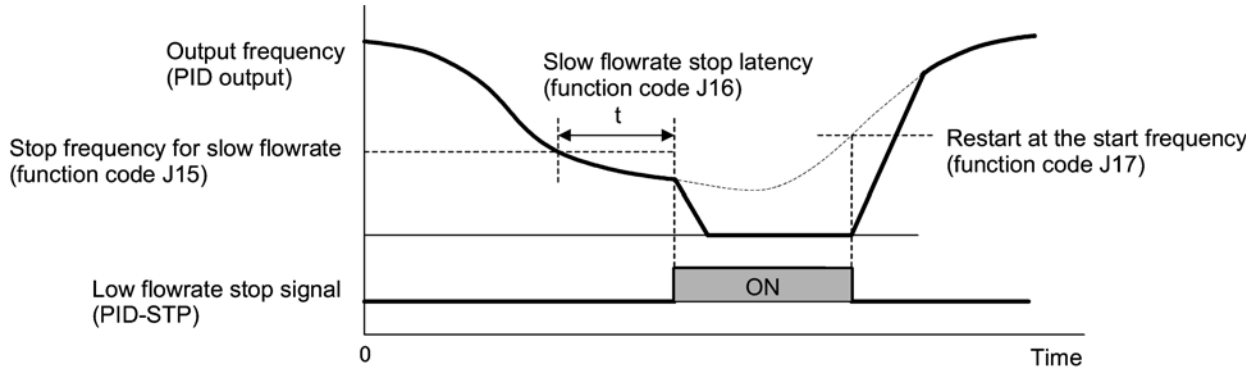 Output frequency
(PID output)
Slow flowrate stop latency
(function code J16)
t
Stop frequency for slow flowrate
(function code J15)
Restart at the start frequency
(function code J17)
Low flowrate stop signal
(PID-STP)
ON
0
Time